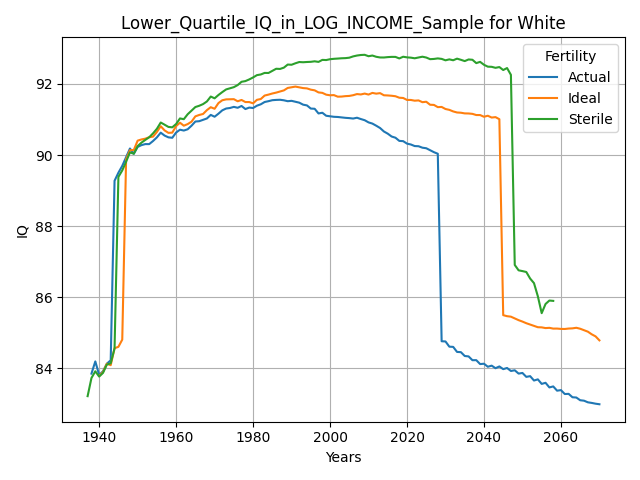 Lower_Quartile_IQ_in_LOG_INCOME_Sample for White
Fertility
Actual
Ideal
Sterile
IQ
92
90
88
86
84
1940 1960 1980 2000 2020 2040 2060
Years